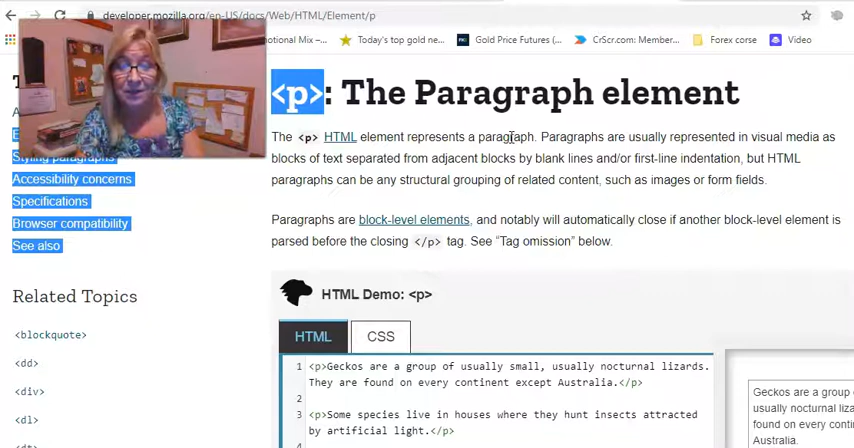 developer.mozilla.org/en-US/docs/Web/HTML/Element/p
otional Mix –... Today's top gold ne... Gold Price Futures (... CrScr.com: Member... Forex corse Video
<p>: The Paragraph element
The <p> HTML element represents a paragraph. Paragraphs are usually represented in visual media as
blocks of text separated from adjacent blocks by blank lines and/or first-line indentation, but HTML
paragraphs can be any structural grouping of related content, such as images or form fields.
Paragraphs are block-level elements, and notably will automatically close if another block-level element is
parsed before the closing </p> tag. See “Tag omission” below.
Styling paragraphs
Accessibility concerns
Specifications
Browser compatibility
See also
Related Topics
<blockquote>
<dd>
<div>
<dl>
HTML Demo: <p>
HTML CSS
1 <p>Geckos are a group of usually small, usually nocturnal lizards.
They are found on every continent except Australia.</p>
2
3 <p>Some species live in houses where they hunt insects attracted
by artificial light.</p>
Geckos are a group
usually nocturnal liza
found on every contin
Australia.